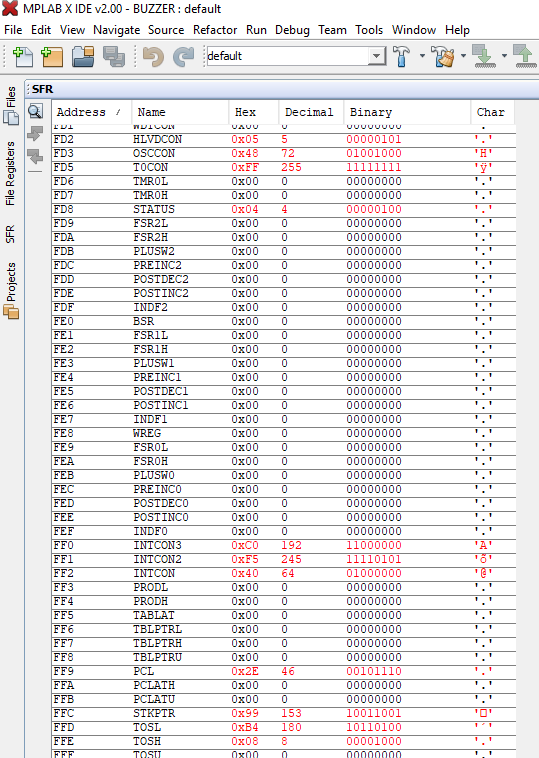 MPLAB X IDE v2.00 - BUZZER : default
File Edit View Navigate Source Refactor Run Debug Team Tools Window Help
default
Files
File Registers
SFR
Projects
SFR
Address / Name Hex Decimal Binary Char
FD1 WDTCON 0x00 0 00000000 '.'
FD2 HLVDCON 0x05 5 00000101 '.'
FD3 OSCCON 0x48 72 01001000 'H'
FD5 T0CON 0xFF 255 11111111 'ÿ'
FD6 TMR0L 0x00 0 00000000 '.'
FD7 TMR0H 0x00 0 00000000 '.'
FD8 STATUS 0x04 4 00000100 '.'
FD9 FSR2L 0x00 0 00000000 '.'
FDA FSR2H 0x00 0 00000000 '.'
FDB PLUSW2 0x00 0 00000000 '.'
FDC PREINC2 0x00 0 00000000 '.'
FDD POSTDEC2 0x00 0 00000000 '.'
FDE POSTINC2 0x00 0 00000000 '.'
FDF INDF2 0x00 0 00000000 '.'
FE0 BSR 0x00 0 00000000 '.'
FE1 FSR1L 0x00 0 00000000 '.'
FE2 FSR1H 0x00 0 00000000 '.'
FE3 PLUSW1 0x00 0 00000000 '.'
FE4 PREINC1 0x00 0 00000000 '.'
FE5 POSTDEC1 0x00 0 00000000 '.'
FE6 POSTINC1 0x00 0 00000000 '.'
FE7 INDF1 0x00 0 00000000 '.'
FE8 WREG 0x00 0 00000000 '.'
FE9 FSR0L 0x00 0 00000000 '.'
FEA FSR0H 0x00 0 00000000 '.'
FEB PLUSW0 0x00 0 00000000 '.'
FEC PREINC0 0x00 0 00000000 '.'
FED POSTDEC0 0x00 0 00000000 '.'
FEE POSTINC0 0x00 0 00000000 '.'
FEF INDF0 0x00 0 00000000 '.'
FF0 INTCON3 0xC0 192 11000000 'À'
FF1 INTCON2 0xF5 245 11110101 'õ'
FF2 INTCON 0x40 64 01000000 '@'
FF3 PRODL 0x00 0 00000000 '.'
FF4 PRODH 0x00 0 00000000 '.'
FF5 TABLAT 0x00 0 00000000 '.'
FF6 TBLPTRL 0x00 0 00000000 '.'
FF7 TBLPTRH 0x00 0 00000000 '.'
FF8 TBLPTRU 0x00 0 00000000 '.'
FF9 PCL 0x2E 46 00101110 '.'
FFA PCLATH 0x00 0 00000000 '.'
FFB PCLATU 0x00 0 00000000 '.'
FFC STKPTR 0x99 153 10011001 '□'
FFD TOSL 0xB4 180 10110100 '´'
FFE TOSH 0x08 8 00001000 '.'
FFF TOSU 0x00 0 00000000 '.'